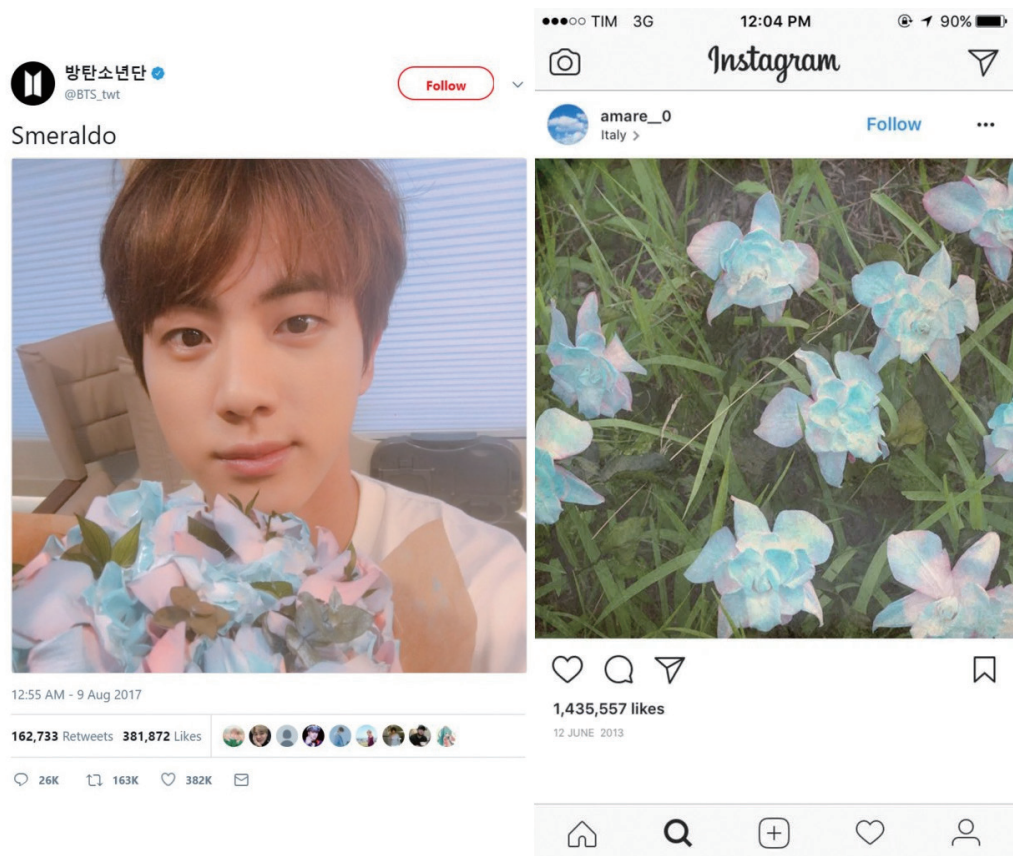 방탄소년단
@BTS_twt
Follow
Smeraldo
12:55 AM - 9 Aug 2017
162,733 Retweets 381,872 Likes
26K 163K 382K
TIM 3G 12:04 PM 90%
Instagram
amare__0
Italy >
Follow
1,435,557 likes
12 JUNE 2013